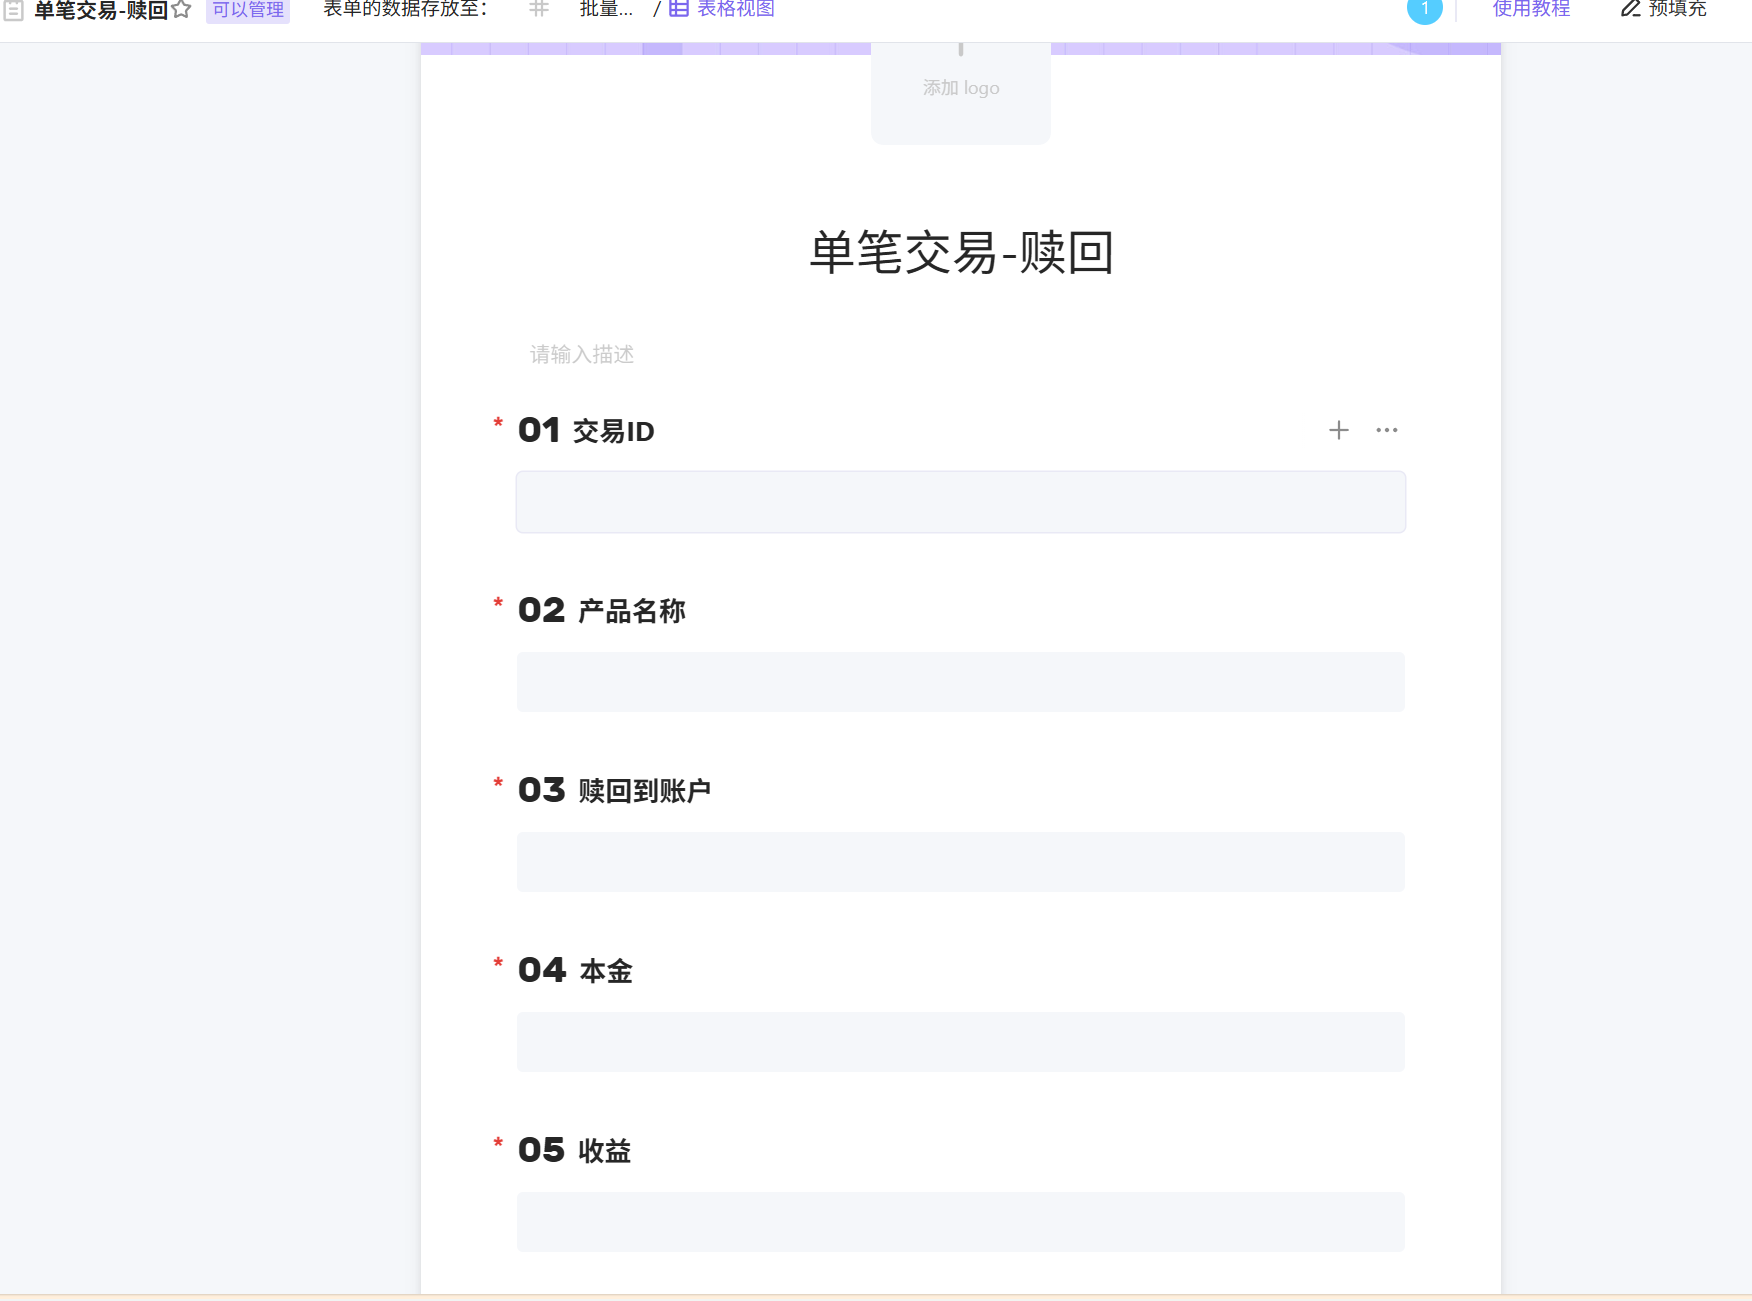 单笔交易-赎回 可以管理 表单的数据存放至： 批量... / 表格视图 1 使用教程 预填充
添加 logo
单笔交易-赎回
请输入描述
* 01 交易ID
* 02 产品名称
* 03 赎回到账户
* 04 本金
* 05 收益